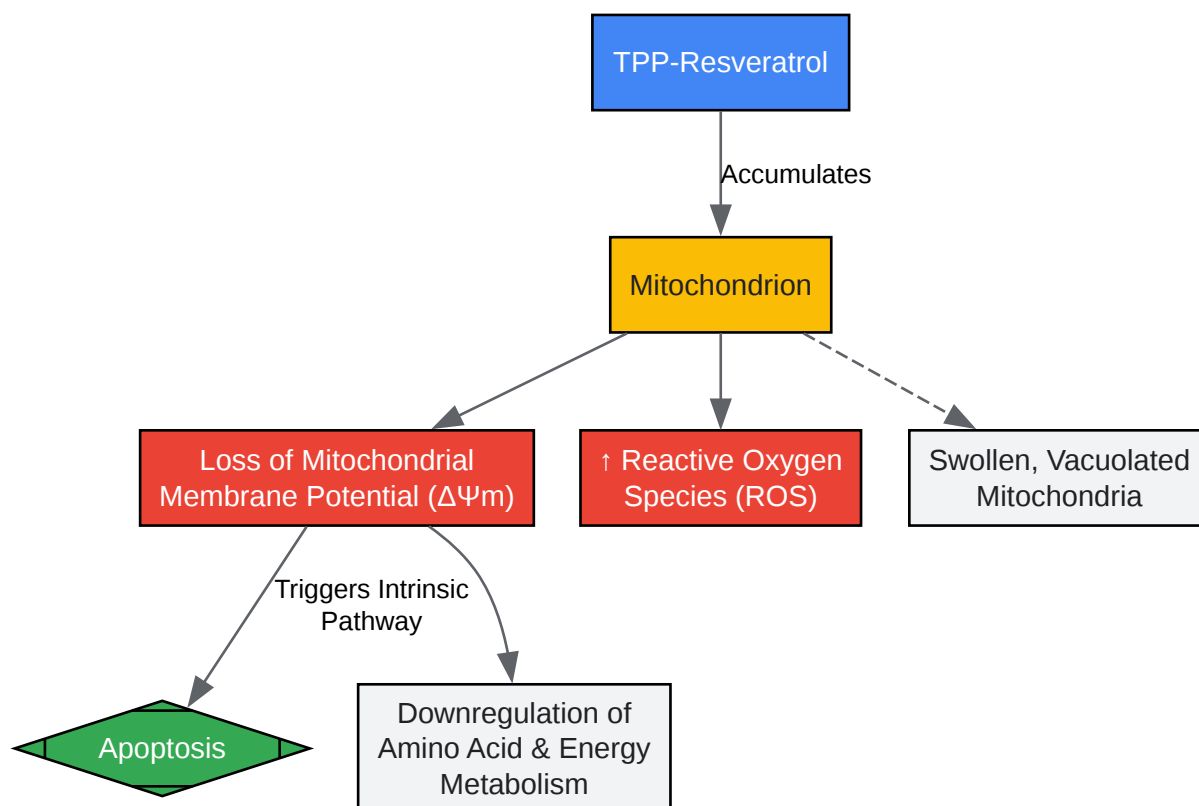 TPP-Resveratrol
Accumulates
Mitochondrion
Loss of Mitochondrial
Membrane Potential (ΔΨm)
↑ Reactive Oxygen
Species (ROS)
Swollen, Vacuolated
Mitochondria
Triggers Intrinsic
Pathway
Apoptosis
Downregulation of
Amino Acid & Energy
Metabolism